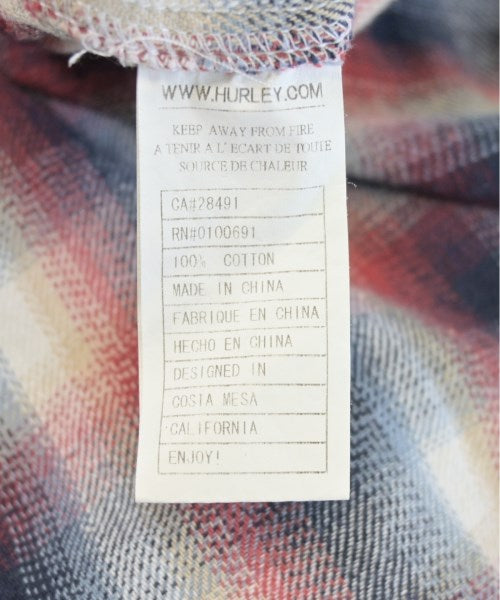 WWW.HURLEY.COM
KEEP AWAY FROM FIRE
A TENIR A L' ECART DE TOUTE
SOURCE DE CHALEUR
CA#28491
RN#0100691
100% COTTON
MADE IN CHINA
FABRIQUE EN CHINA
HECHO EN CHINA
DESIGNED IN
COSTA MESA
CALIFORNIA
ENJOY!